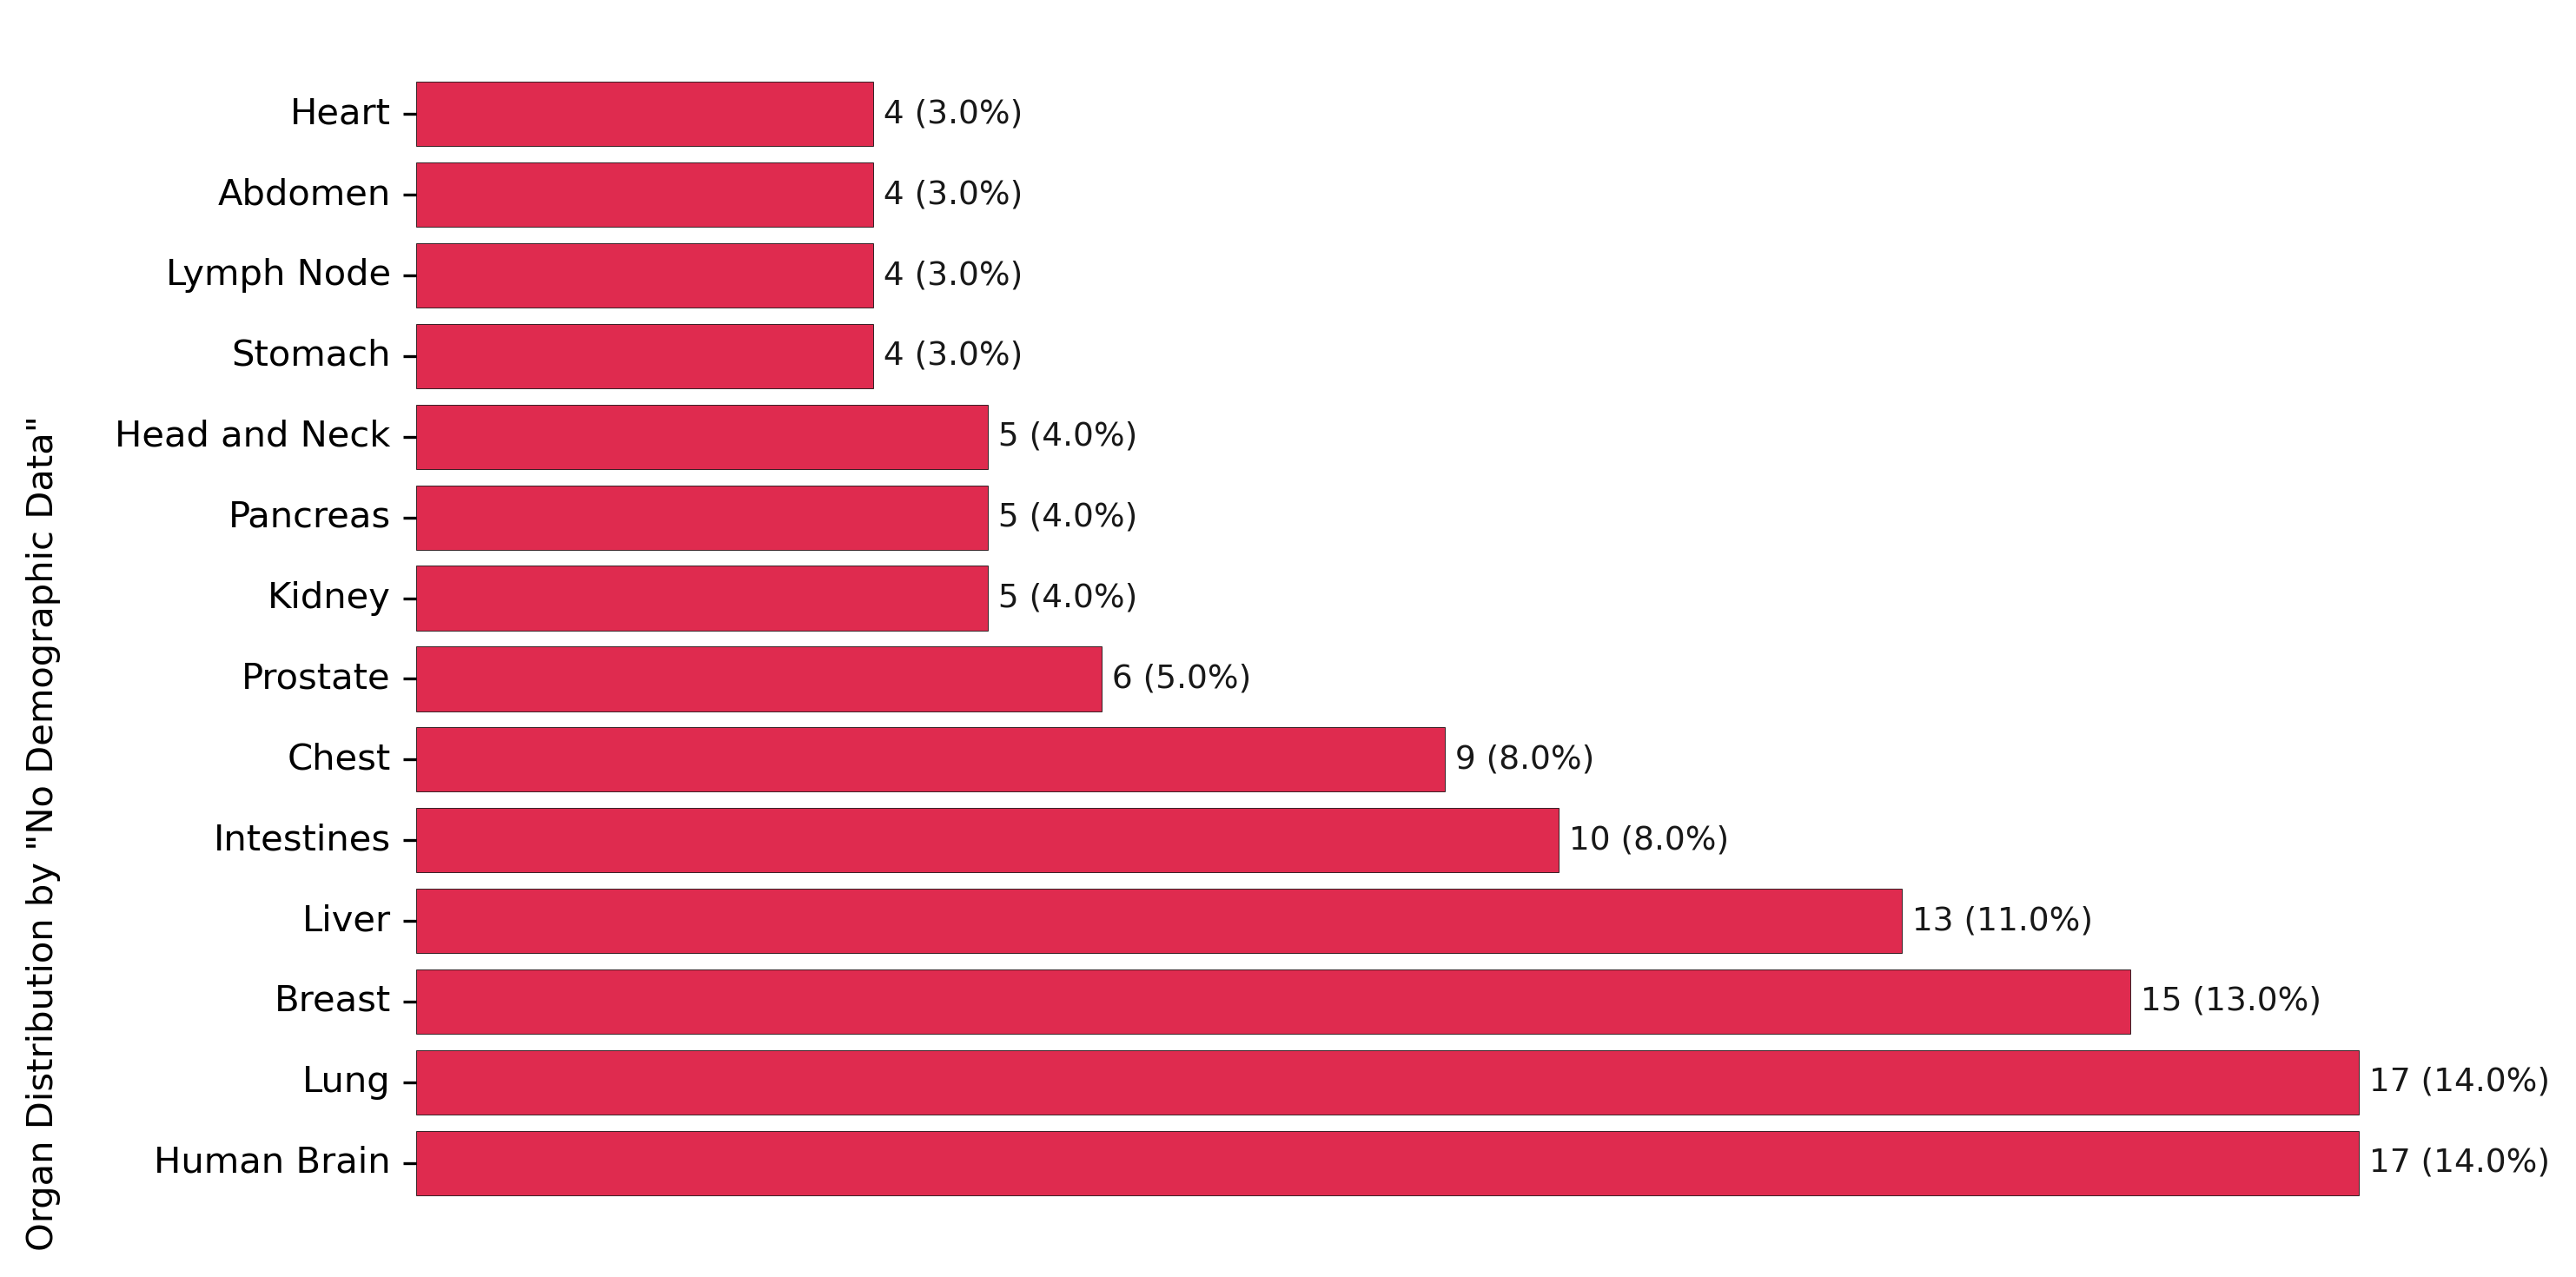 Organ Distribution by "No Demographic Data"
Heart 4 (3.0%)
Abdomen 4 (3.0%)
Lymph Node 4 (3.0%)
Stomach 4 (3.0%)
Head and Neck 5 (4.0%)
Pancreas 5 (4.0%)
Kidney 5 (4.0%)
Prostate 6 (5.0%)
Chest 9 (8.0%)
Intestines 10 (8.0%)
Liver 13 (11.0%)
Breast 15 (13.0%)
Lung 17 (14.0%)
Human Brain 17 (14.0%)